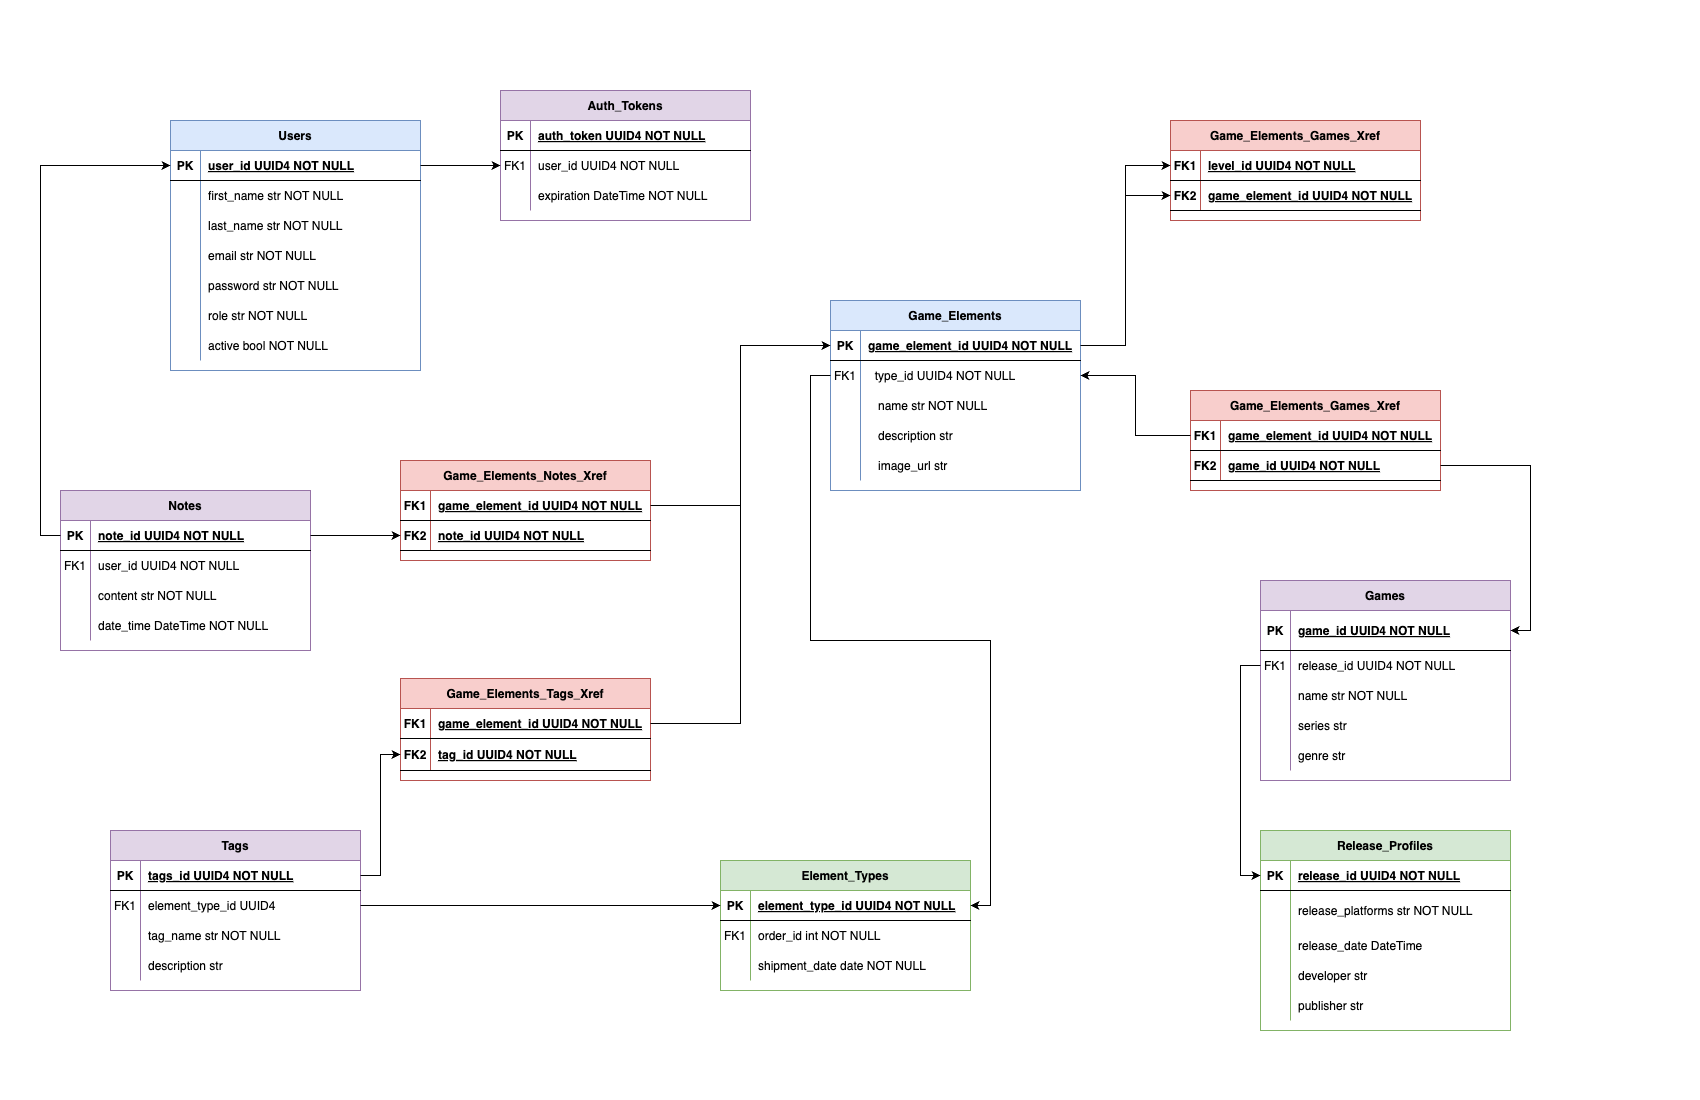 Users
PK user_id UUID4 NOT NULL
first_name str NOT NULL
last_name str NOT NULL
email str NOT NULL
password str NOT NULL
role str NOT NULL
active bool NOT NULL
Auth_Tokens
PK auth_token UUID4 NOT NULL
FK1 user_id UUID4 NOT NULL
expiration DateTime NOT NULL
Game_Elements_Games_Xref
FK1 level_id UUID4 NOT NULL
FK2 game_element_id UUID4 NOT NULL
Game_Elements
PK game_element_id UUID4 NOT NULL
FK1 type_id UUID4 NOT NULL
name str NOT NULL
description str
image_url str
Game_Elements_Games_Xref
FK1 game_element_id UUID4 NOT NULL
FK2 game_id UUID4 NOT NULL
Notes
PK note_id UUID4 NOT NULL
FK1 user_id UUID4 NOT NULL
content str NOT NULL
date_time DateTime NOT NULL
Game_Elements_Notes_Xref
FK1 game_element_id UUID4 NOT NULL
FK2 note_id UUID4 NOT NULL
Games
PK game_id UUID4 NOT NULL
FK1 release_id UUID4 NOT NULL
name str NOT NULL
series str
genre str
Game_Elements_Tags_Xref
FK1 game_element_id UUID4 NOT NULL
FK2 tag_id UUID4 NOT NULL
Tags
PK tags_id UUID4 NOT NULL
FK1 element_type_id UUID4
tag_name str NOT NULL
description str
Element_Types
PK element_type_id UUID4 NOT NULL
FK1 order_id int NOT NULL
shipment_date date NOT NULL
Release_Profiles
PK release_id UUID4 NOT NULL
release_platforms str NOT NULL
release_date DateTime
developer str
publisher str